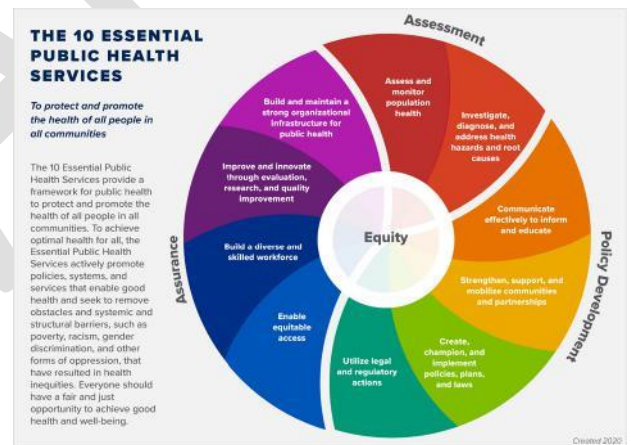 THE 10 ESSENTIAL
PUBLIC HEALTH
SERVICES
To protect and promote
the health of all people in
all communities
The 10 Essential Public
Health Services provide a
framework for public health
to protect and promote the
health of all people in all
communities. To achieve
optimal health for all, the
Essential Public Health
Services actively promote
policies, systems, and
services that enable good
health and seek to remove
obstacles and systemic and
structural barriers, such as
poverty, racism, gender
discrimination, and other
forms of oppression, that
have resulted in health
inequities. Everyone should
have a fair and just
opportunity to achieve good
health and well-being.
Assessment
Assess and
monitor
population
health
Investigate,
diagnose, and
address health
hazards and root
causes
Policy Development
Communicate
effectively to inform
and educate
Strengthen, support, and
mobilize communities
and partnerships
Create,
champion, and
implement
policies, plans,
and laws
Utilize legal
and regulatory
actions
Assurance
Enable
equitable
access
Build a diverse and
skilled workforce
Improve and innovate
through evaluation,
research, and quality
improvement
Build and maintain a
strong organizational
infrastructure for
public health
Equity
Created 2020